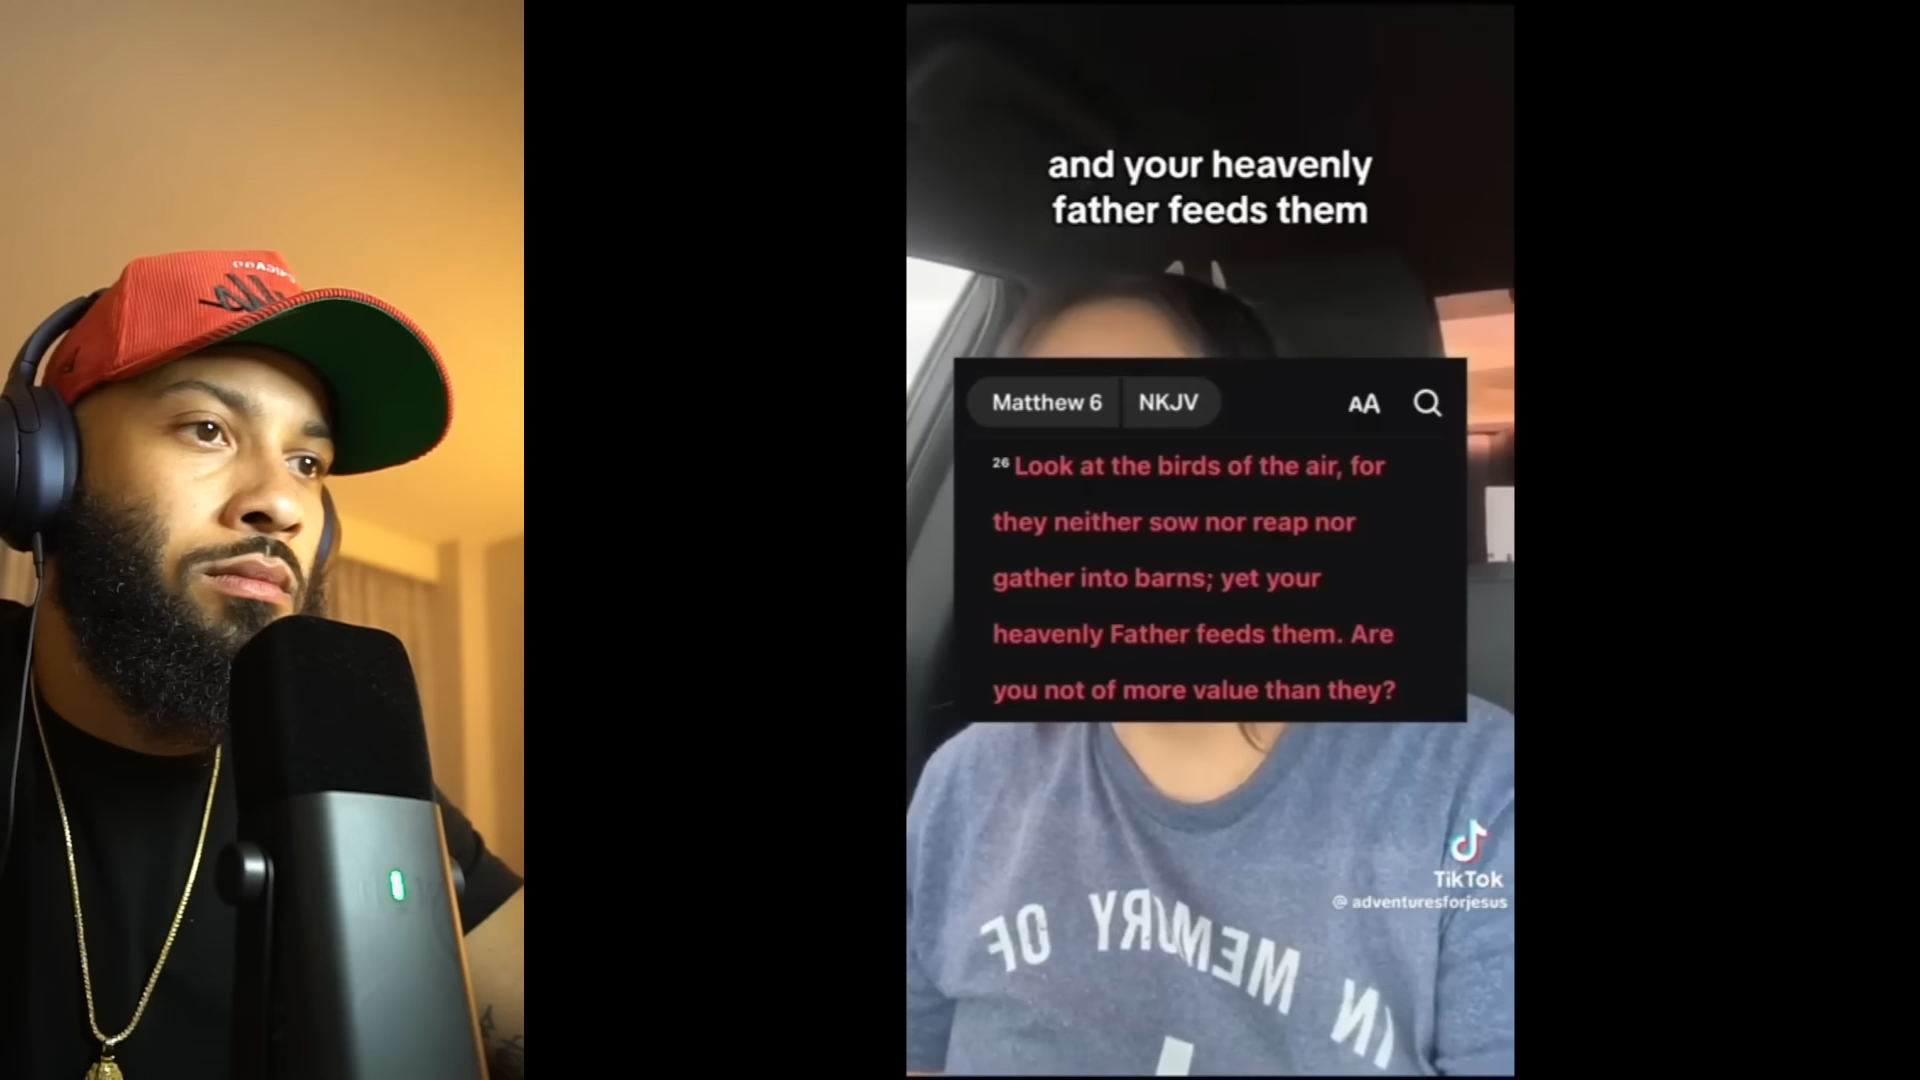 and your heavenly
father feeds them
Matthew 6 NKJV AA
26 Look at the birds of the air, for
they neither sow nor reap nor
gather into barns; yet your
heavenly Father feeds them. Are
you not of more value than they?
TikTok
@ adventuresforjesus
IN MEMORY OF